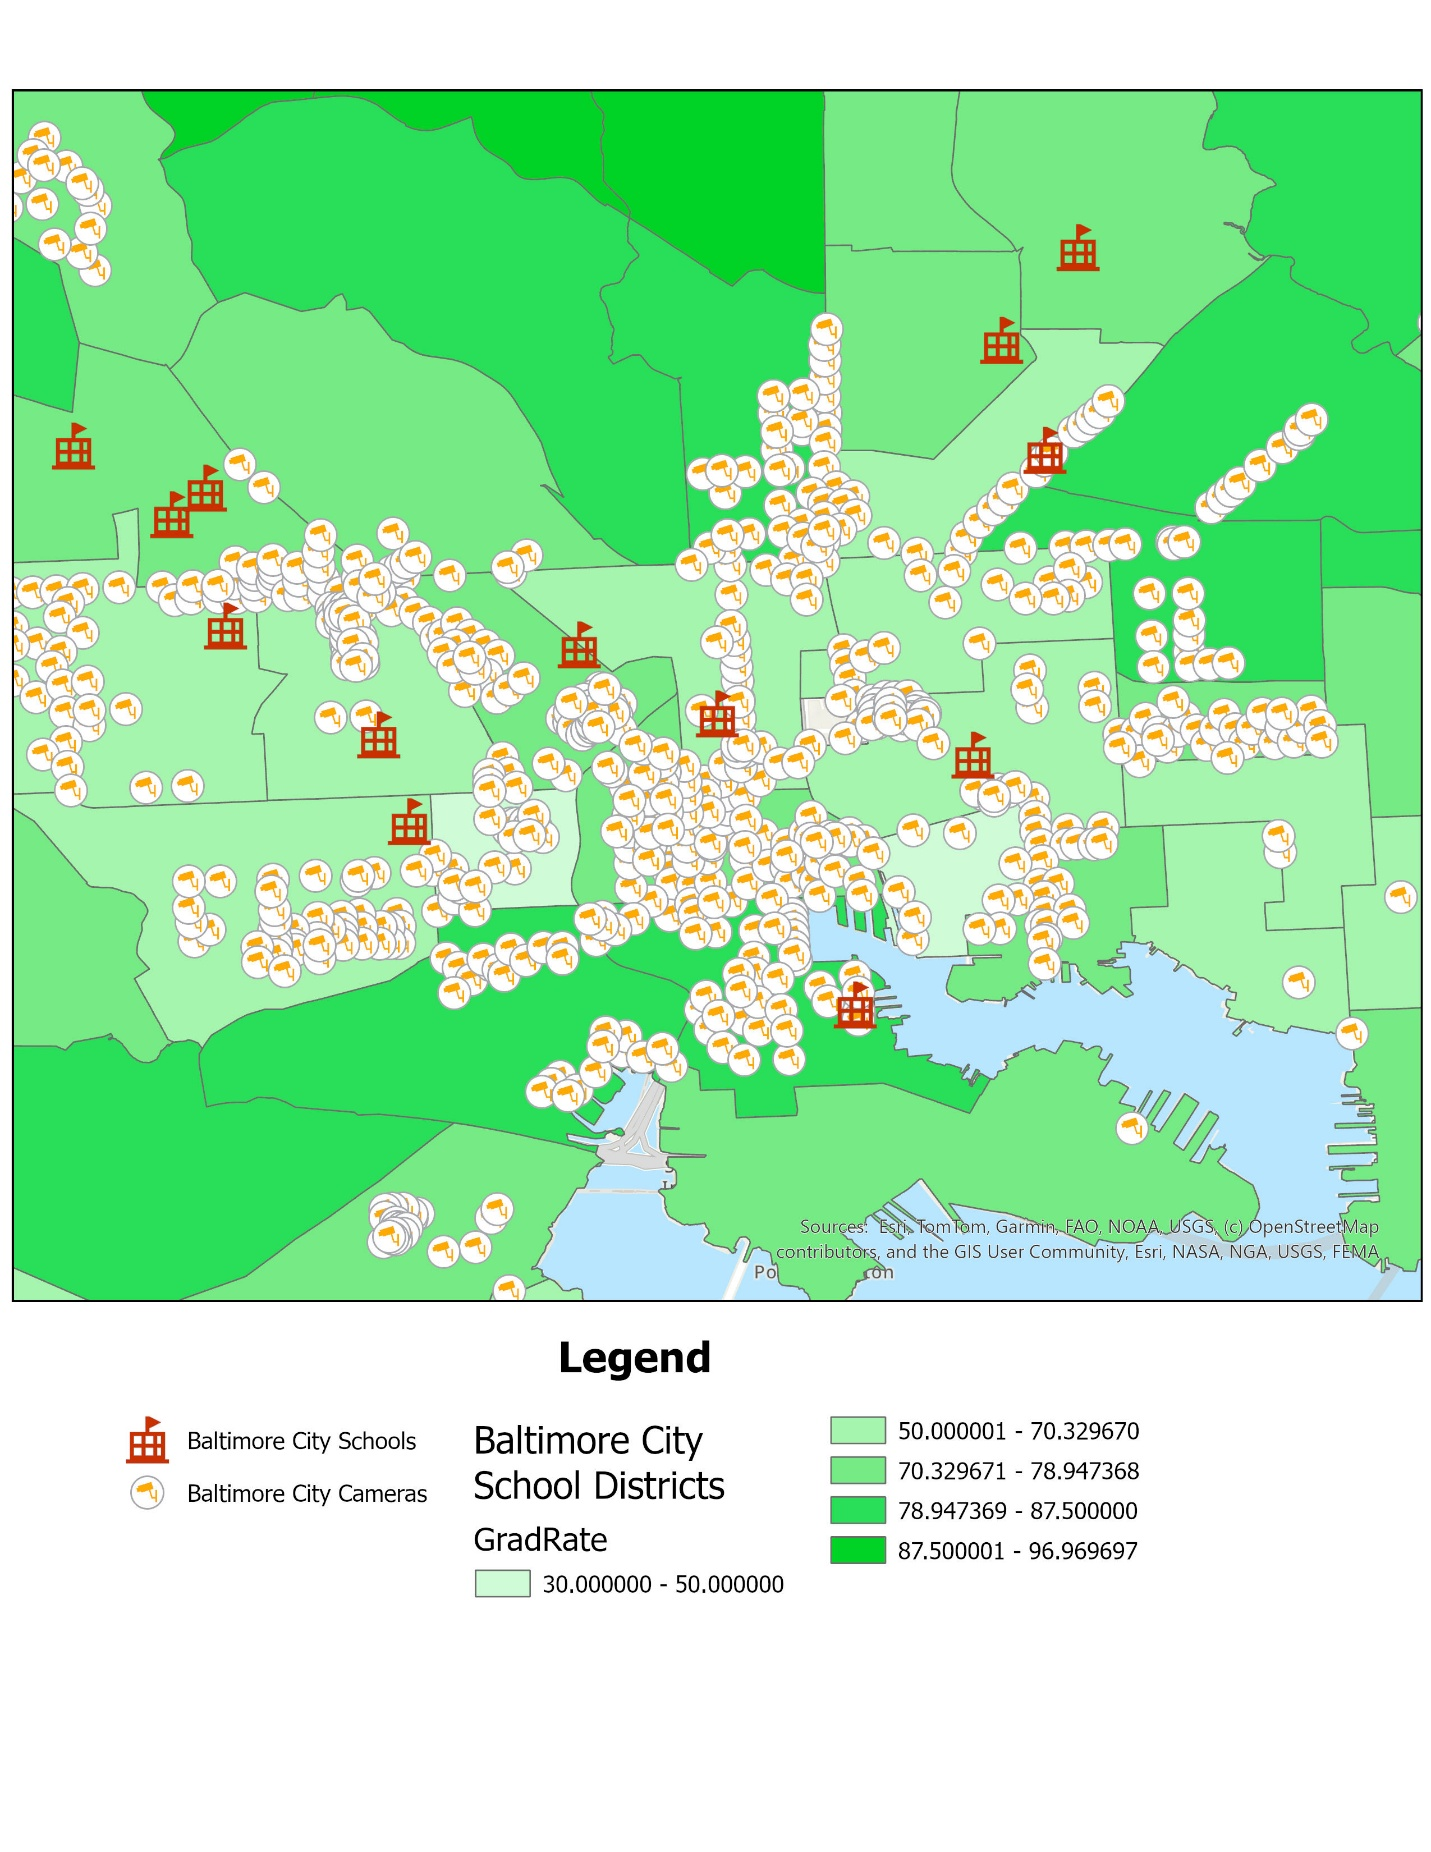 Sources: Esri, TomTom, Garmin, FAO, NOAA, USGS, (c) OpenStreetMap
contributors, and the GIS User Community, Esri, NASA, NGA, USGS, FEMA
Legend
Baltimore City Schools
Baltimore City Cameras
Baltimore City
School Districts
GradRate
30.000000 - 50.000000
50.000001 - 70.329670
70.329671 - 78.947368
78.947369 - 87.500000
87.500001 - 96.969697